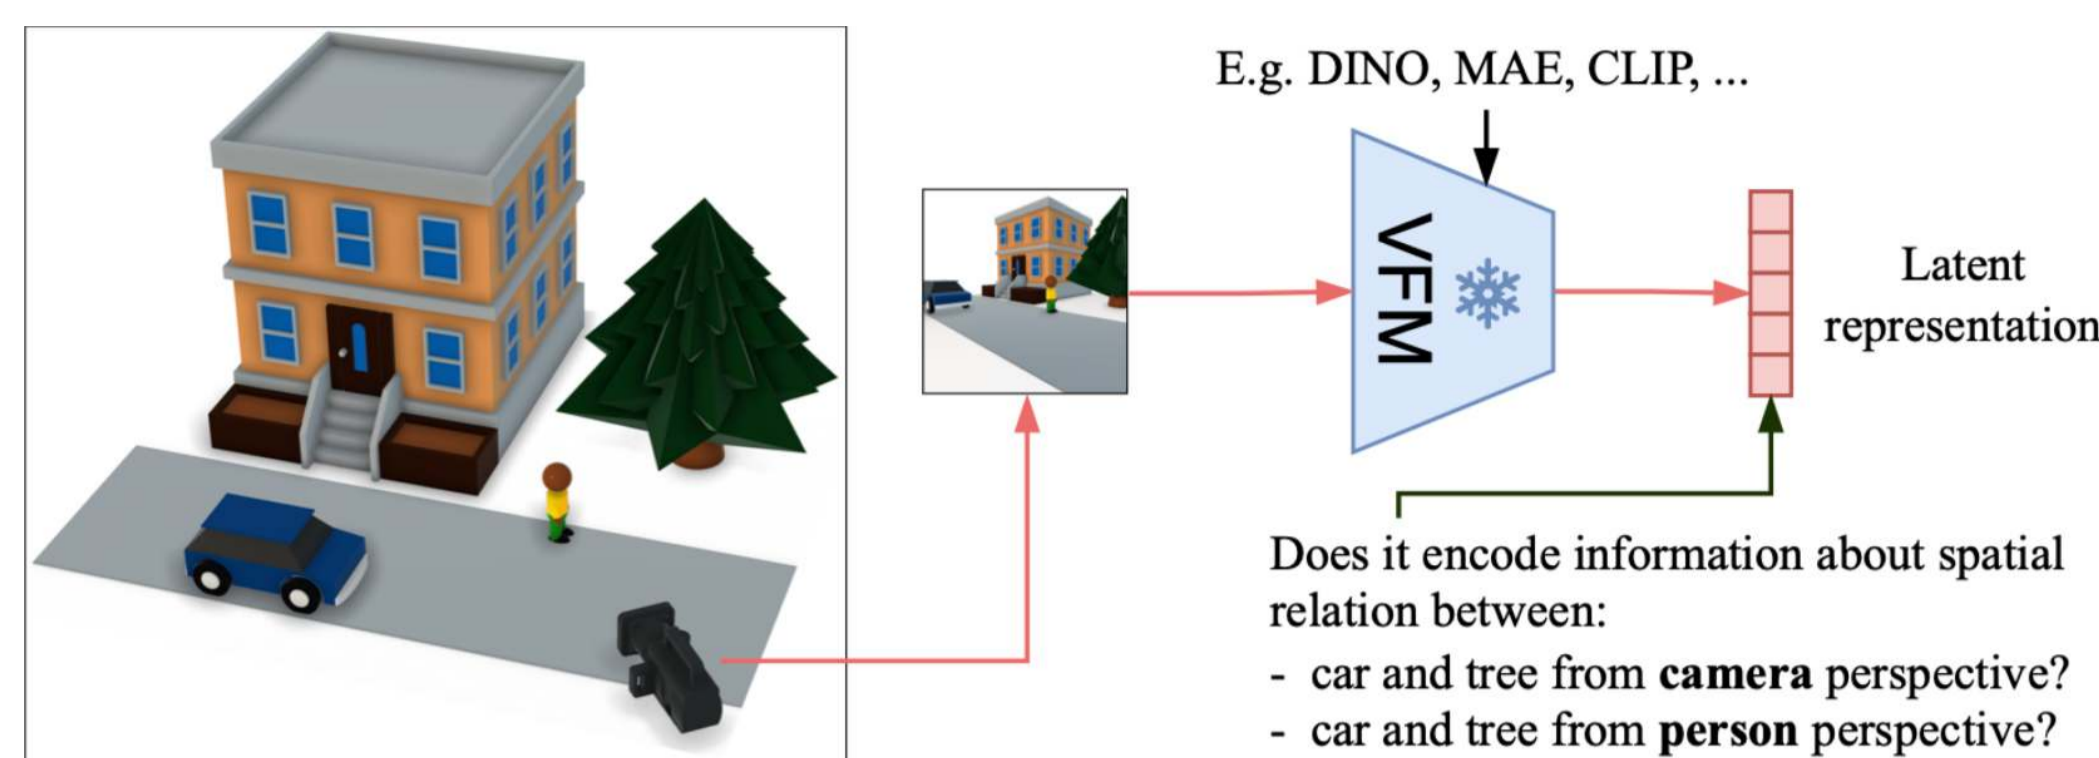 E.g. DINO, MAE, CLIP, ...
VFM
Latent
representation
Does it encode information about spatial
relation between:
- car and tree from camera perspective?
- car and tree from person perspective?